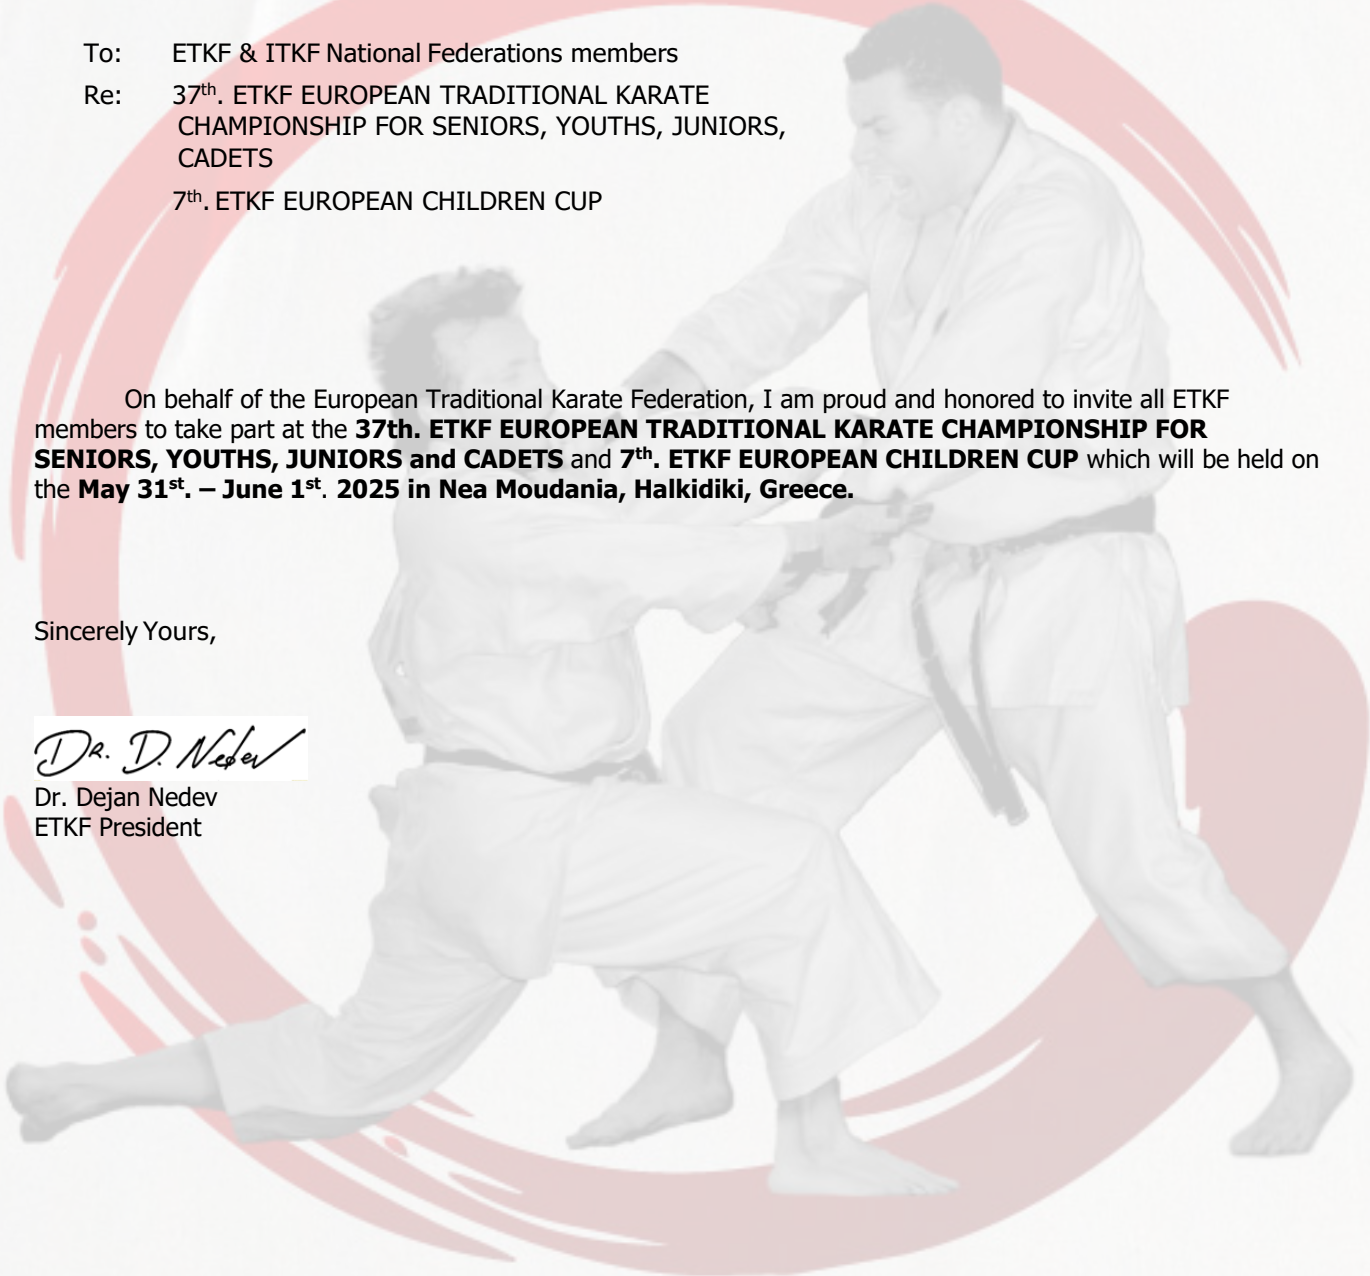 To: ETKF & ITKF National Federations members
Re: 37th. ETKF EUROPEAN TRADITIONAL KARATE
CHAMPIONSHIP FOR SENIORS, YOUTHS, JUNIORS,
CADETS
7th. ETKF EUROPEAN CHILDREN CUP
On behalf of the European Traditional Karate Federation, I am proud and honored to invite all ETKF
members to take part at the 37th. ETKF EUROPEAN TRADITIONAL KARATE CHAMPIONSHIP FOR
SENIORS, YOUTHS, JUNIORS and CADETS and 7th. ETKF EUROPEAN CHILDREN CUP which will be held on
the May 31st. – June 1st. 2025 in Nea Moudania, Halkidiki, Greece.
Sincerely Yours,
Dr. D. Nedev
Dr. Dejan Nedev
ETKF President